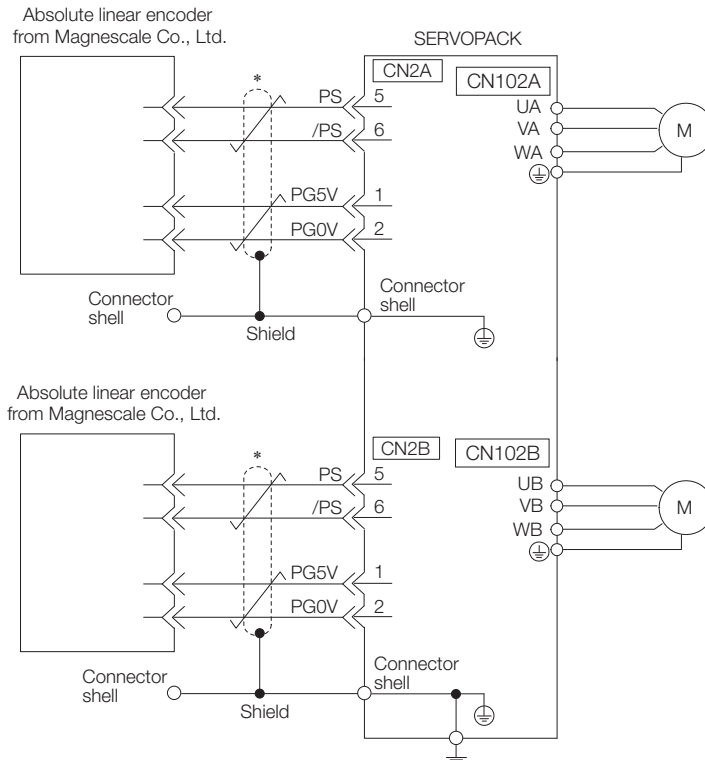 Absolute linear encoder
from Magnescale Co., Ltd.
SERVOPACK
*
CN2A
CN102A
PS
5
/PS
6
PG5V
1
PG0V
2
UA
VA
WA
M
Connector
shell
Shield
Connector
shell
Absolute linear encoder
from Magnescale Co., Ltd.
*
CN2B
CN102B
PS
5
/PS
6
PG5V
1
PG0V
2
UB
VB
WB
M
Connector
shell
Shield
Connector
shell